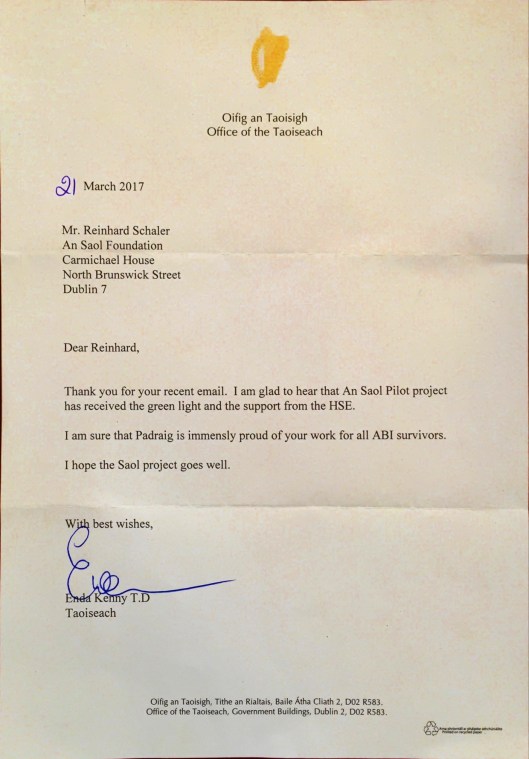 Oifig an Taoisigh
Office of the Taoiseach
21 March 2017
Mr. Reinhard Schaler
An Saol Foundation
Carmichael House
North Brunswick Street
Dublin 7
Dear Reinhard,
Thank you for your recent email. I am glad to hear that An Saol Pilot project
has received the green light and the support from the HSE.
I am sure that Padraig is immensly proud of your work for all ABI survivors.
I hope the Saol project goes well.
With best wishes,
Enda Kenny T.D
Taoiseach
Oifig an Taoisigh, Tithe an Rialtais, Baile Átha Cliath 2, D02 R583.
Office of the Taoiseach, Government Buildings, Dublin 2, D02 R583.